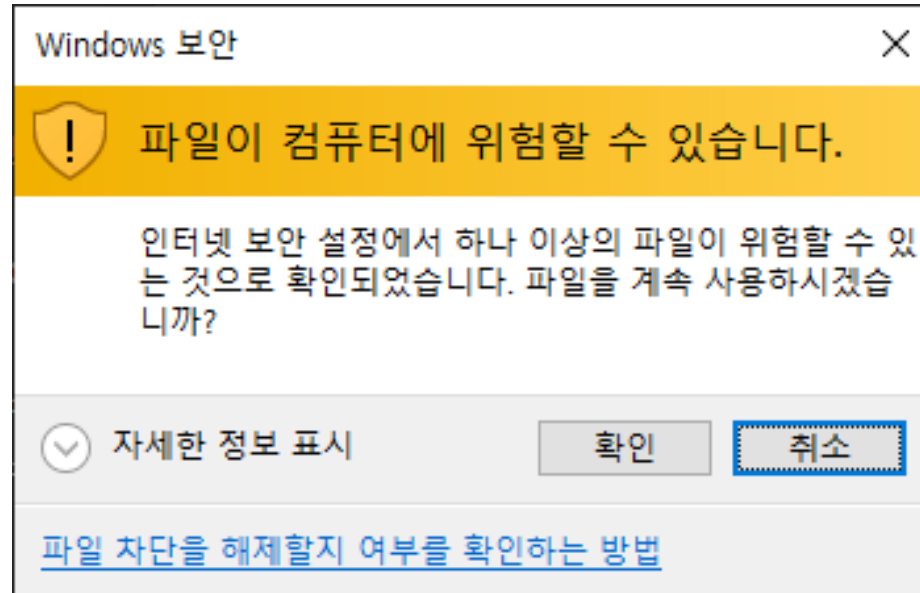 Windows 보안
파일이 컴퓨터에 위험할 수 있습니다.
인터넷 보안 설정에서 하나 이상의 파일이 위험할 수 있
는 것으로 확인되었습니다. 파일을 계속 사용하시겠습
니까?
자세한 정보 표시
확인
취소
파일 차단을 해제할지 여부를 확인하는 방법